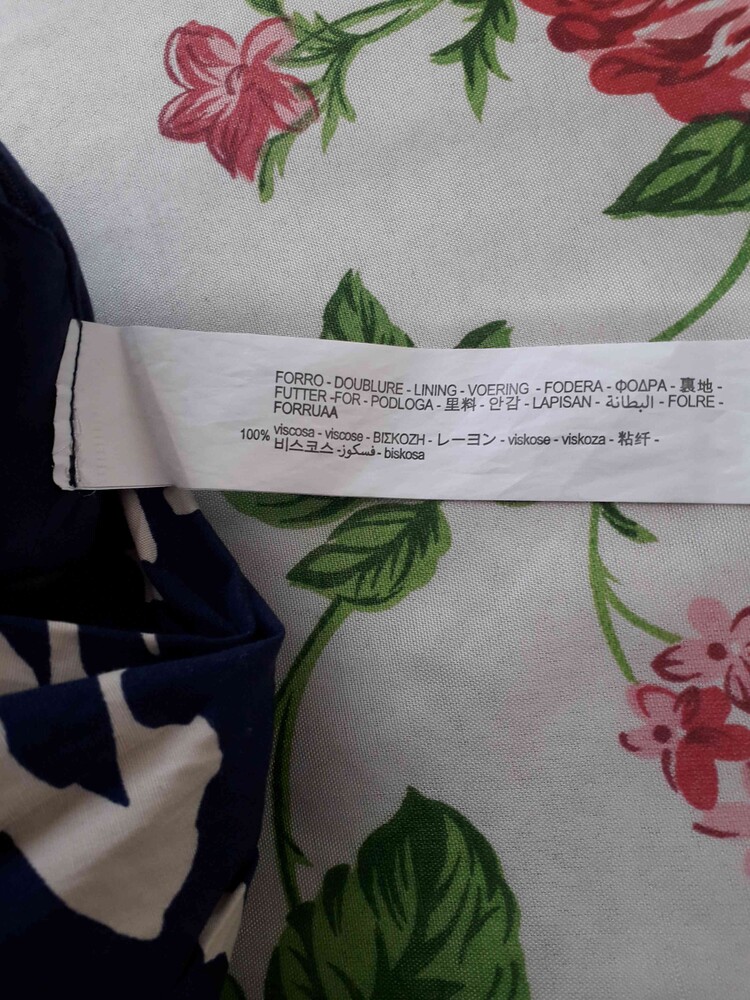 FORRO - DOUBLURE - LINING - VOERING - FODERA - ΦΟΔΡΑ - 裏地 -
FUTTER -FOR - PODLOGA - 里料 - 안감 - LAPISAN - البطانة - FOLRE -
FORRUAA
100% viscosa - viscose - ΒΙΣΚΟΖΗ - レーヨン - viskose - viskoza - 粘纤 -
비스코스 -فسكوز - biskosa